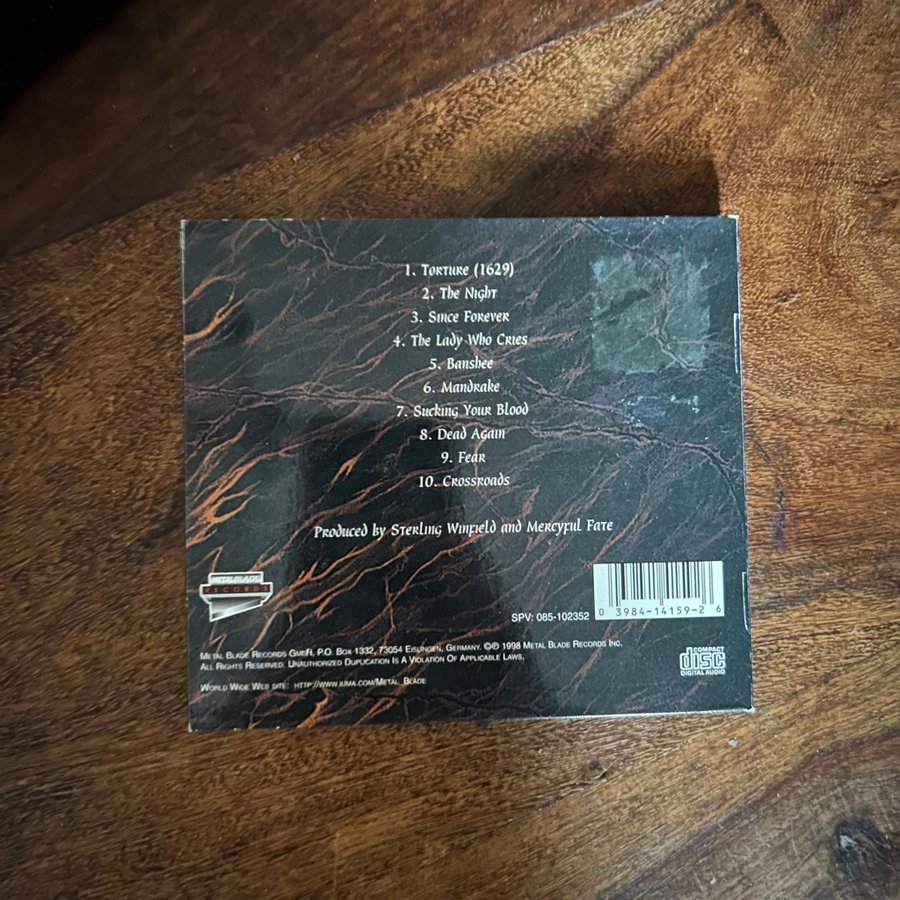 1. Torture (1629)
2. The Night
3. Since Forever
4. The Lady Who Cries
5. Banshee
6. Mandrake
7. Sucking Your Blood
8. Dead Again
9. Fear
10. Crossroads
Produced by Sterling Winfield and Mercyful Fate
METAL BLADE
RECORDS
SPV: 085-102352
0 3984-14159-2 6
Metal Blade Records GmbH, P.O. Box 1332, 73054 Eislingen, Germany. ©℗ 1998 Metal Blade Records Inc.
All Rights Reserved. Unauthorized Duplication Is A Violation Of Applicable Laws.
World Wide Web site: http://www.iuma.com/Metal_Blade
COMPACT
disc
DIGITAL AUDIO